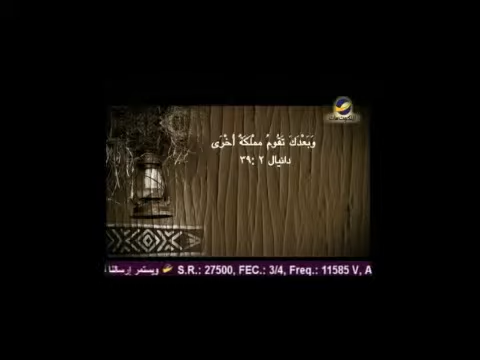 وَبَعْدَكَ تَقُومُ مَمْلَكَةٌ أُخْرَى
دانيال ٢ :٣٩
ويستمر إرسالنا S.R.: 27500, FEC.: 3/4, Freq.: 11585 V, A